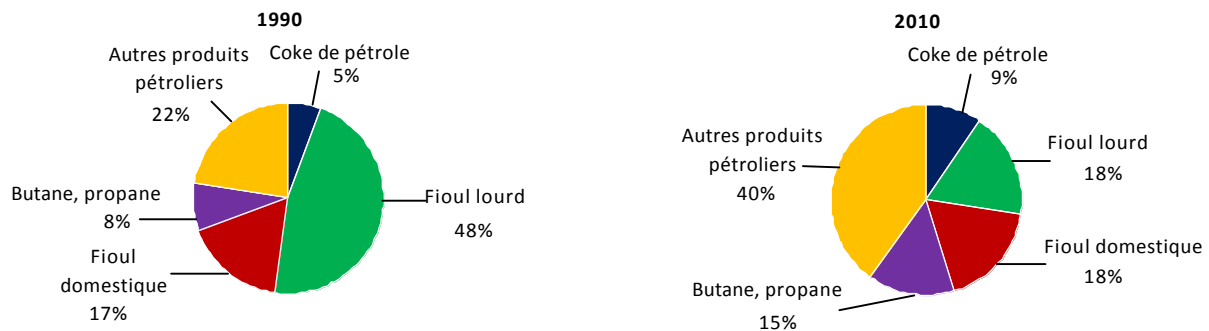 1990
Autres produits
pétroliers
22%
Coke de pétrole
5%
Butane, propane
8%
Fioul lourd
48%
Fioul
domestique
17%
2010
Coke de pétrole
9%
Autres produits
pétroliers
40%
Fioul lourd
18%
Fioul domestique
18%
Butane, propane
15%